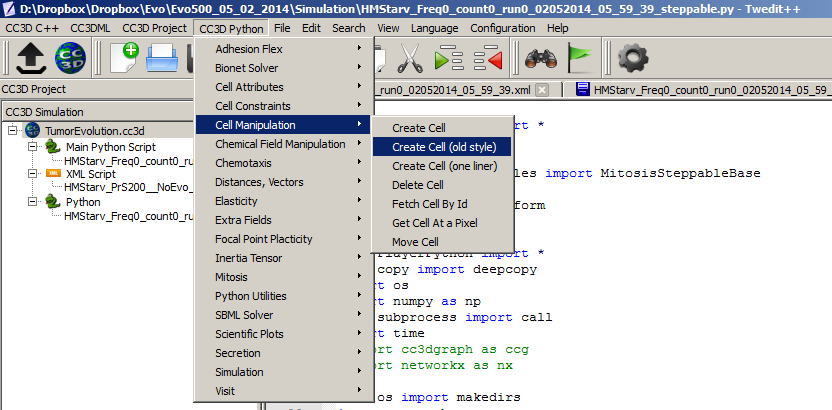 D:\Dropbox\Evo\Evo500_05_02_2014\Simulation\HMStarv_Freq0_count0_run0_02052014_05_59_39_steppable.py - Twedit++
CC3D C++ CC3DML CC3D Project CC3D Python File Edit Search View Language Configuration Help
CC3D
CC3D Project
_run0_02052014_05_59_39.xml HMStarv_Freq0_count0_run0_02052014_05_59_
CC3D Simulation
TumorEvolution.cc3d
Main Python Script
HMStarv_Freq0_count0_ru
XML Script
HMStarv_PrS200__NoEvo_
Python
HMStarv_Freq0_count0_ru
Adhesion Flex
Bionet Solver
Cell Attributes
Cell Constraints
Cell Manipulation
Chemical Field Manipulation
Chemotaxis
Distances, Vectors
Elasticity
Extra Fields
Focal Point Placticity
Inertia Tensor
Mitosis
Python Utilities
SBML Solver
Scientific Plots
Secretion
Simulation
Visit
Create Cell
Create Cell (old style)
Create Cell (one liner)
Delete Cell
Fetch Cell By Id
Get Cell At a Pixel
Move Cell
rt *
les import MitosisSteppableBase
form
import *
copy import deepcopy
rt os
rt numpy as np
subprocess import call
rt time
rt cc3dgraph as ccg
rt networkx as nx
os import makedirs